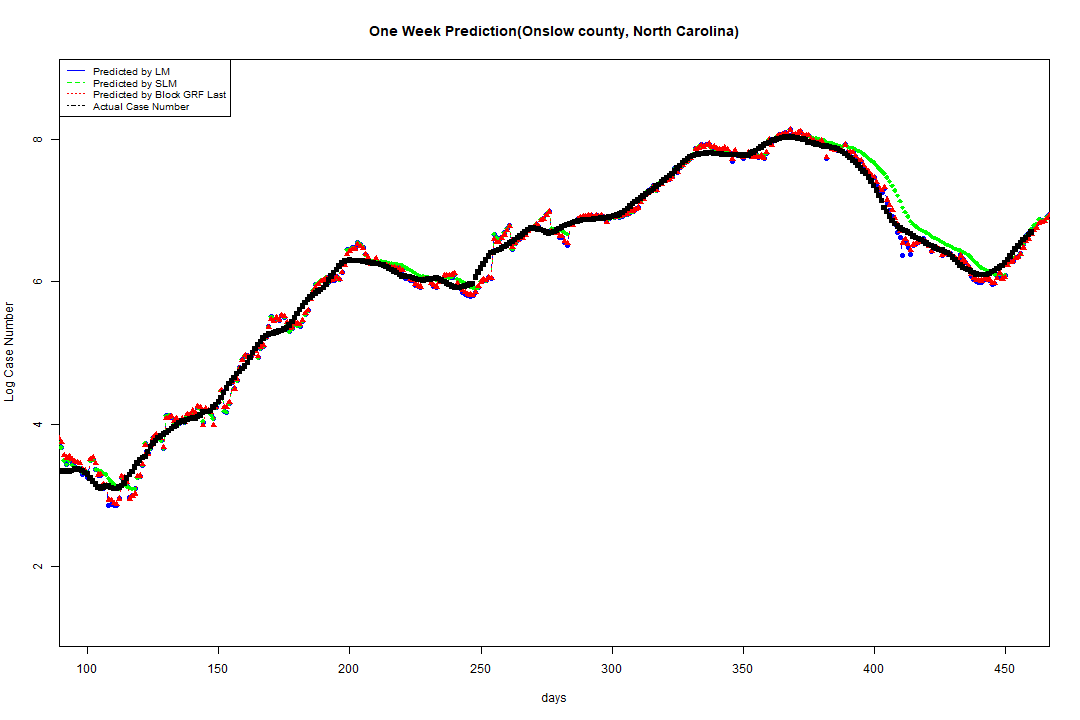 One Week Prediction(Onslow county, North Carolina)
Predicted by LM
Predicted by SLM
Predicted by Block GRF Last
Actual Case Number
8
6
4
2
Log Case Number
100 150 200 250 300 350 400 450
days